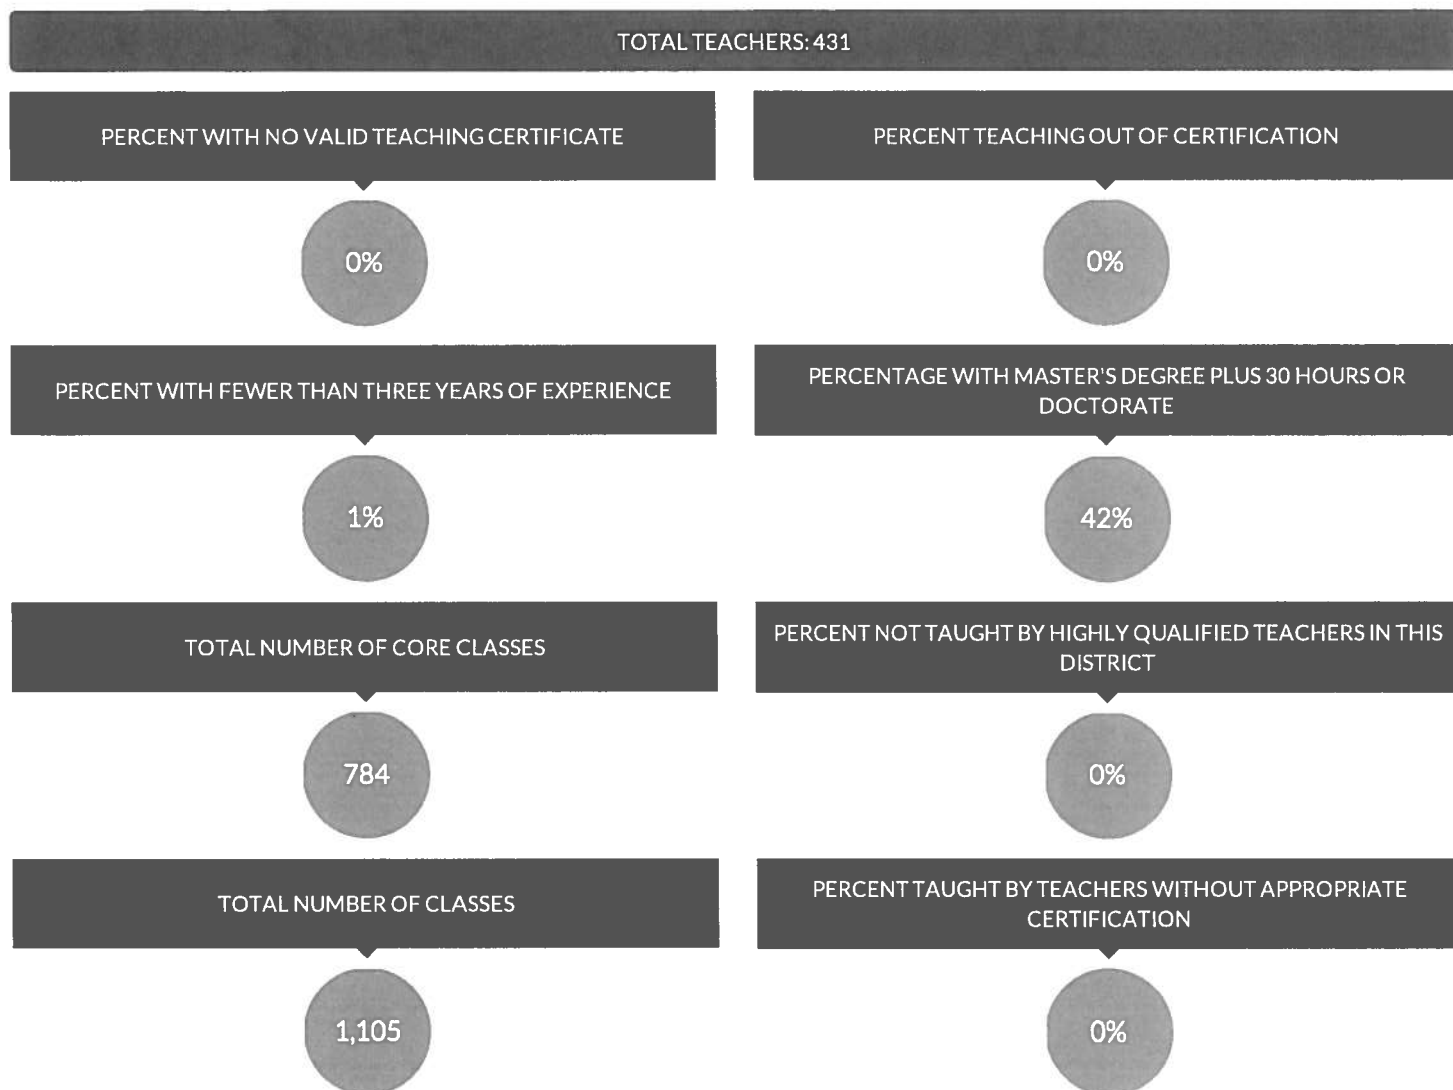 TOTAL TEACHERS: 431
PERCENT WITH NO VALID TEACHING CERTIFICATE
0%
PERCENT TEACHING OUT OF CERTIFICATION
0%
PERCENT WITH FEWER THAN THREE YEARS OF EXPERIENCE
1%
PERCENTAGE WITH MASTER'S DEGREE PLUS 30 HOURS OR
DOCTORATE
42%
TOTAL NUMBER OF CORE CLASSES
784
PERCENT NOT TAUGHT BY HIGHLY QUALIFIED TEACHERS IN THIS
DISTRICT
0%
TOTAL NUMBER OF CLASSES
1,105
PERCENT TAUGHT BY TEACHERS WITHOUT APPROPRIATE
CERTIFICATION
0%